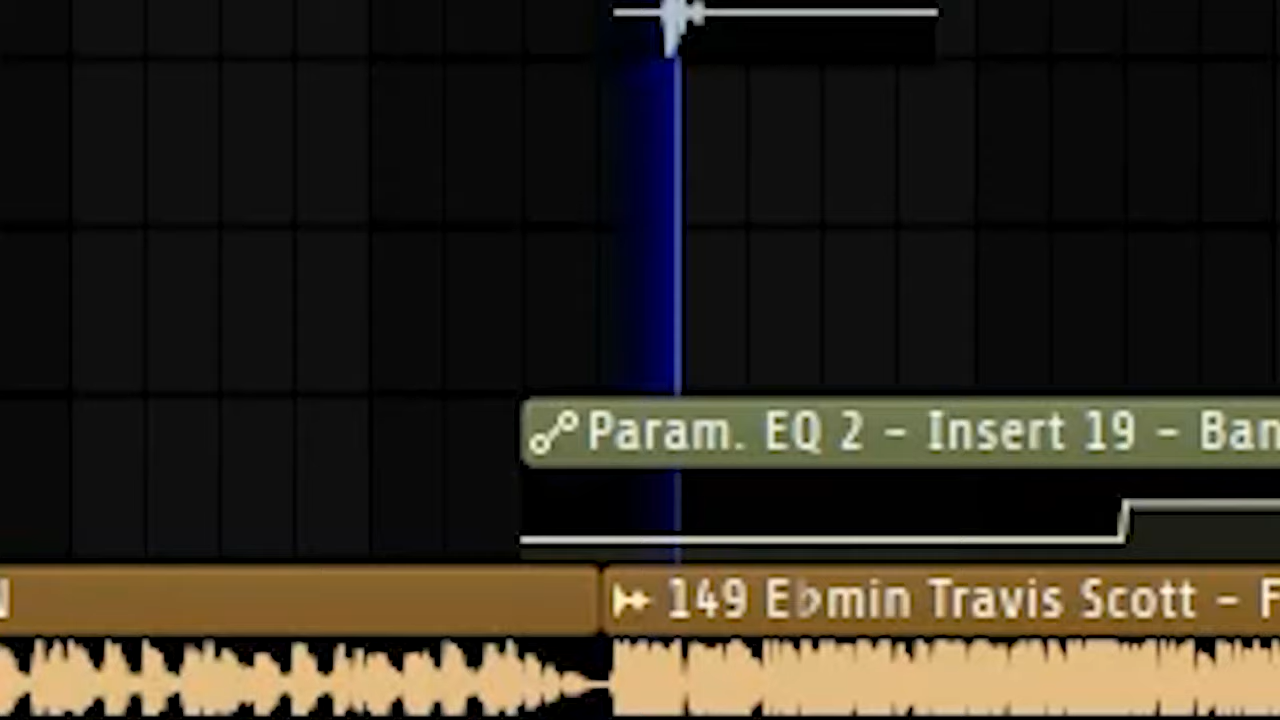 Param. EQ 2 - Insert 19 - Ban
N
149 E♭min Travis Scott - F